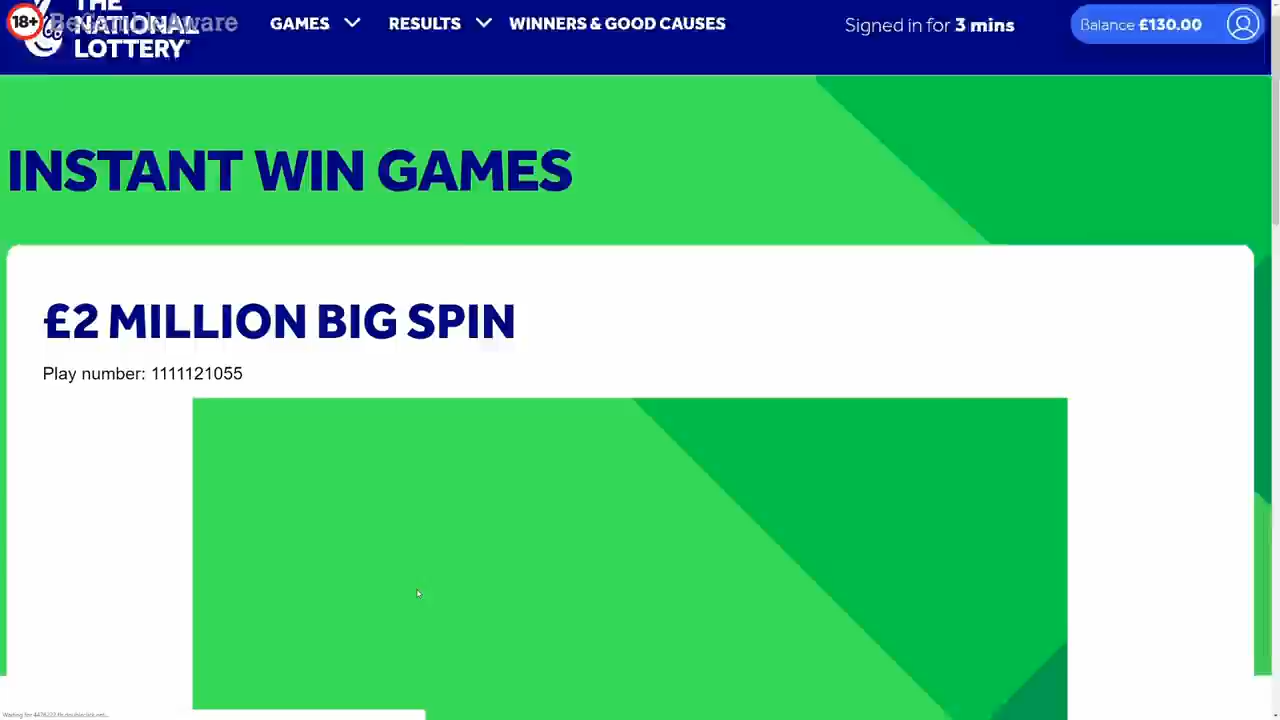 18+ BeGambleAware
THE
NATIONAL
LOTTERY
GAMES
RESULTS
WINNERS & GOOD CAUSES
Signed in for 3 mins
Balance £130.00
INSTANT WIN GAMES
£2 MILLION BIG SPIN
Play number: 1111121055